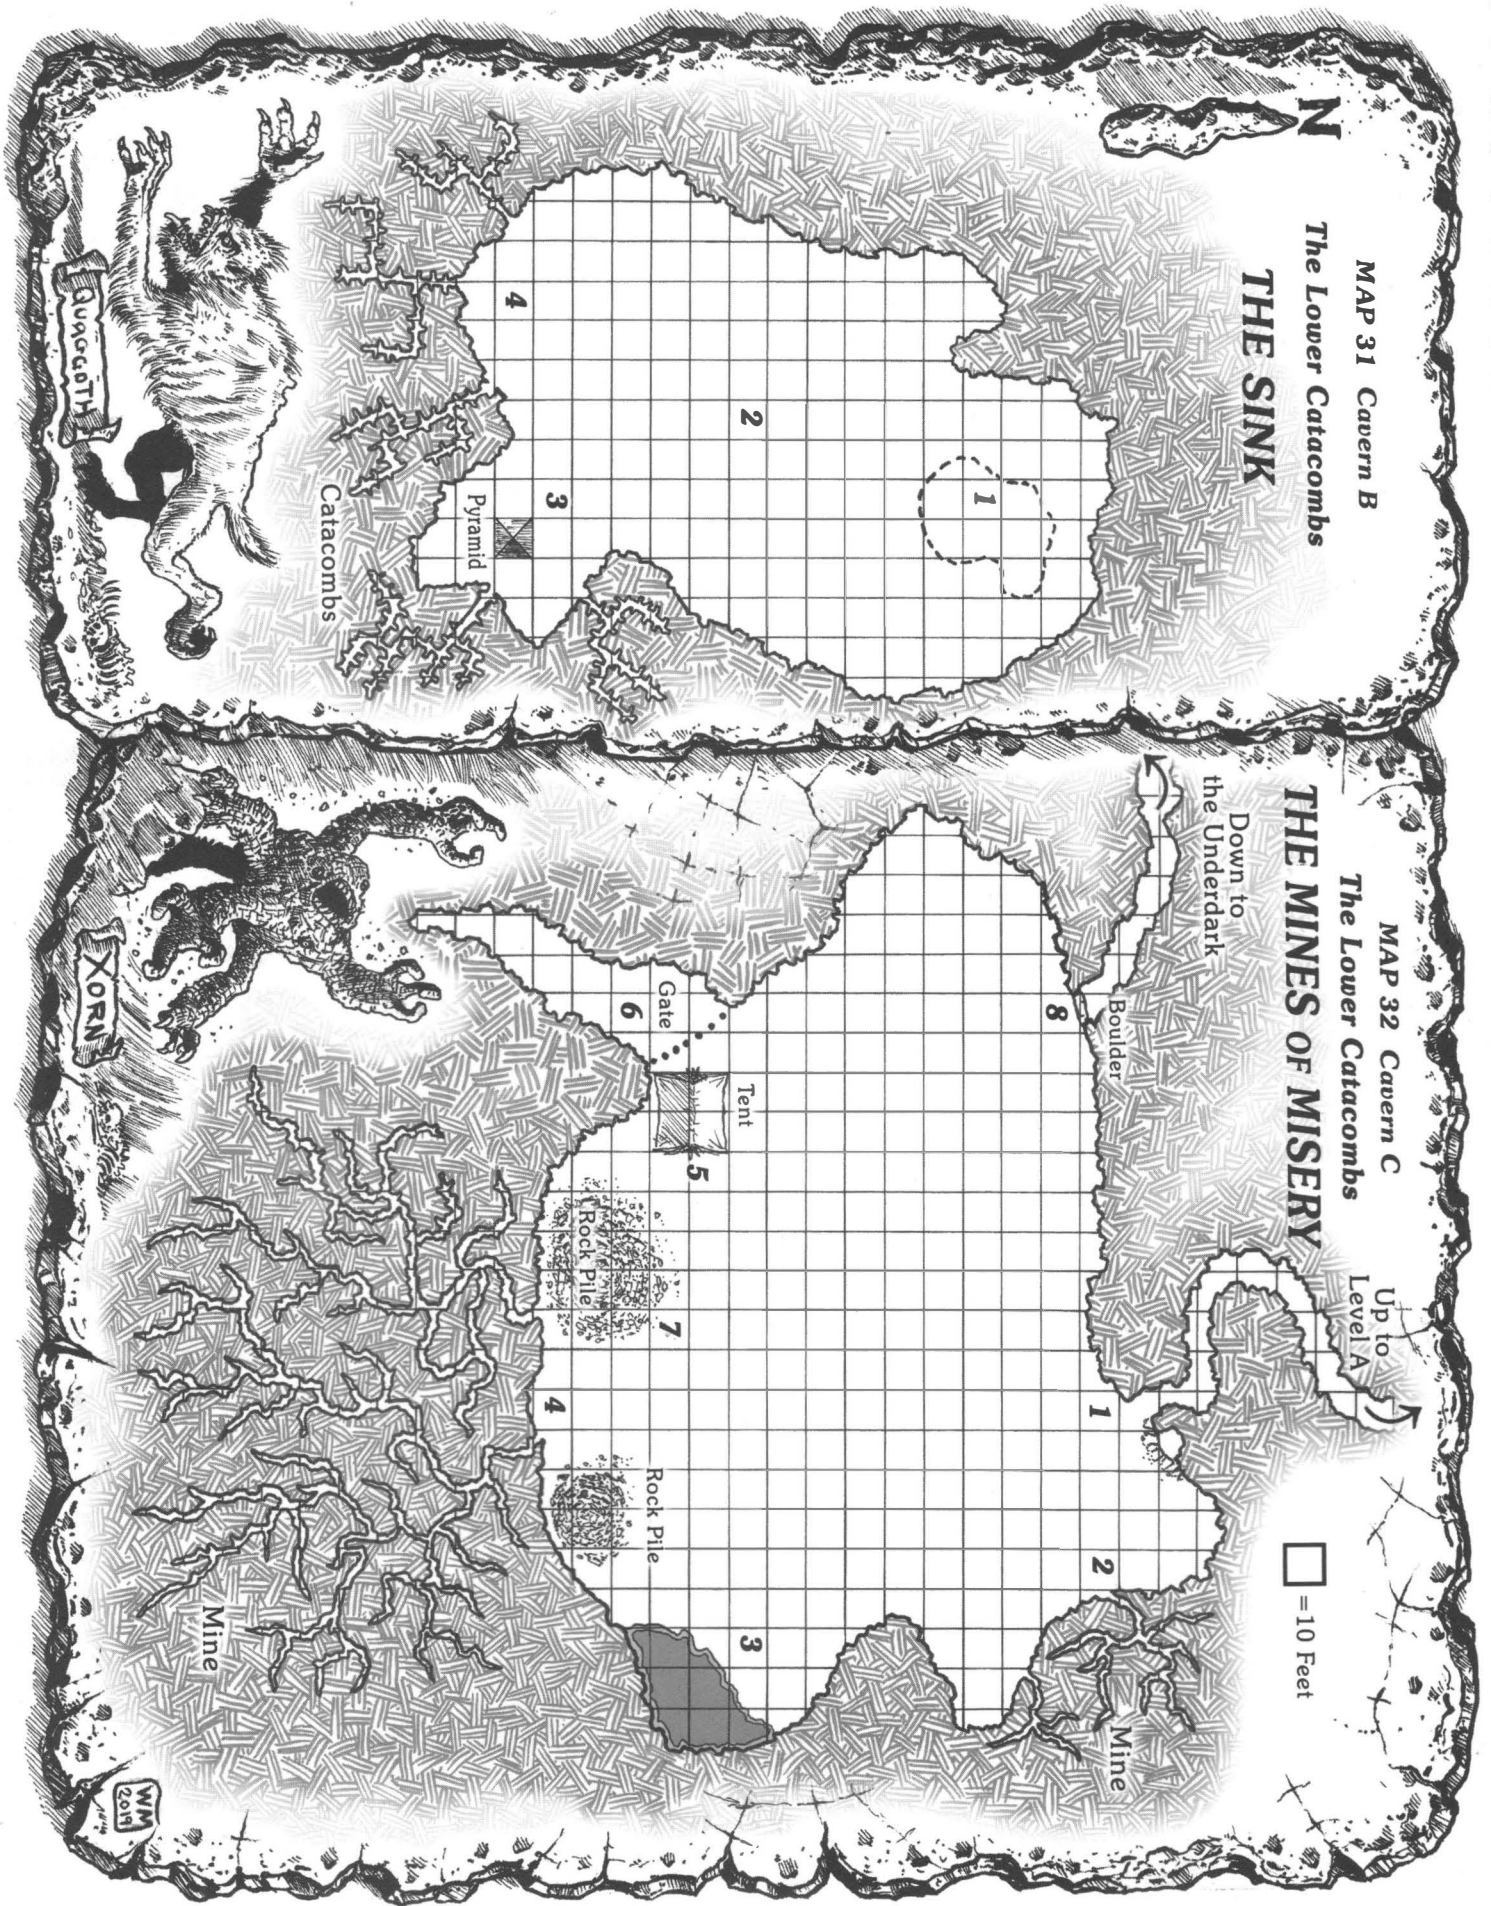 N
MAP 31 Cavern B
The Lower Catacombs
THE SINK
1
2
3
4
Pyramid
Catacombs
QUAGGOTH
MAP 32 Cavern C
The Lower Catacombs
THE MINES OF MISERY
Up to
Level A
=10 Feet
Down to
the Underdark
Boulder
8
1
2
Mine
Tent
Gate
6
5
7
Rock Pile
4
Rock Pile
3
Mine
XORN
WM
2019